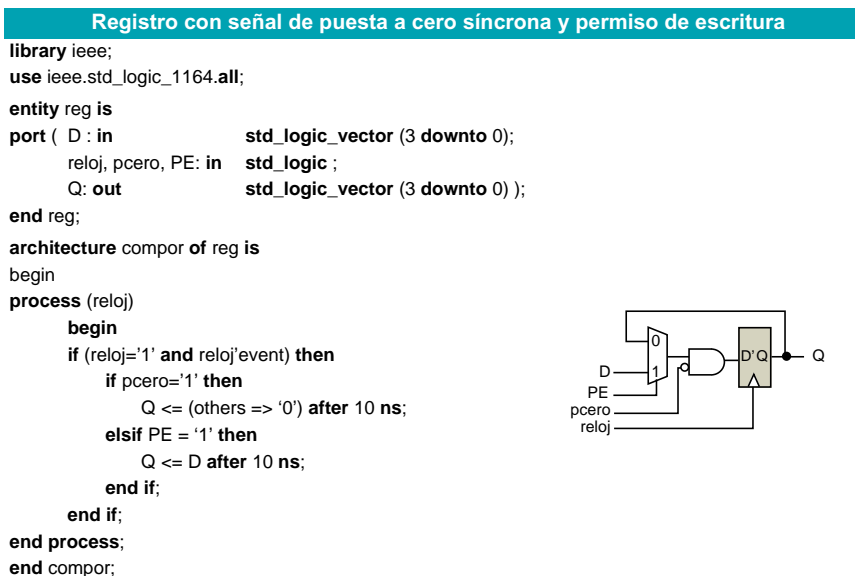 Registro con señal de puesta a cero síncrona y permiso de escritura
library ieee;
use ieee.std_logic_1164.all;
entity reg is
port ( D : in std_logic_vector (3 downto 0);
reloj, pcero, PE: in std_logic ;
Q: out std_logic_vector (3 downto 0) );
end reg;
architecture compor of reg is
begin
process (reloj)
begin
if (reloj='1' and reloj'event) then
if pcero='1' then
Q <= (others => ‘0’) after 10 ns;
elsif PE = ‘1’ then
Q <= D after 10 ns;
end if;
end if;
end process;
end compor;
0
D 1 D' Q Q
PE
pcero
reloj